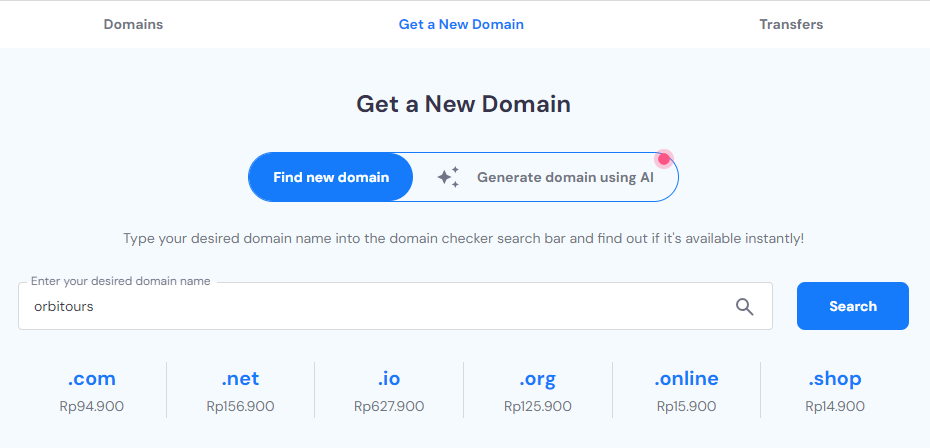 Domains Get a New Domain Transfers
Get a New Domain
Find new domain Generate domain using AI
Type your desired domain name into the domain checker search bar and find out if it's available instantly!
Enter your desired domain name
orbitours Search
.com .net .io .org .online .shop
Rp94.900 Rp156.900 Rp627.900 Rp125.900 Rp15.900 Rp14.900